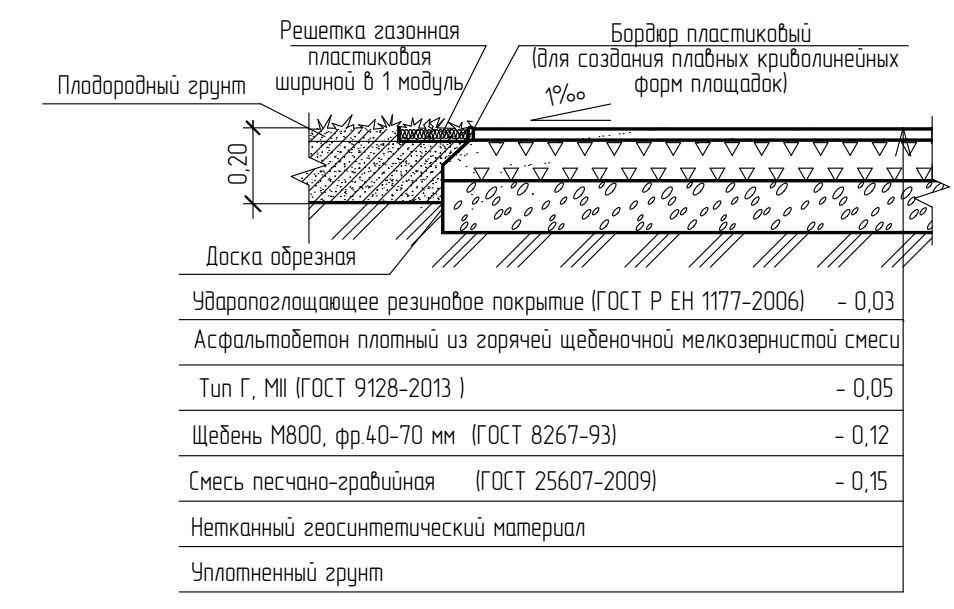 Решетка газонная
пластиковая
шириной в 1 модуль
Бордюр пластиковый
(для создания плавных криволинейных
форм площадок)
Плодородный грунт
1‰
0,20
Доска обрезная
Ударопоглощающее резиновое покрытие (ГОСТ Р ЕН 1177-2006) - 0,03
Асфальтобетон плотный из горячей щебеночной мелкозернистой смеси
Тип Г, МII (ГОСТ 9128-2013 ) - 0,05
Щебень М800, фр.40-70 мм (ГОСТ 8267-93) - 0,12
Смесь песчано-гравийная (ГОСТ 25607-2009) - 0,15
Нетканный геосинтетический материал
Уплотненный грунт